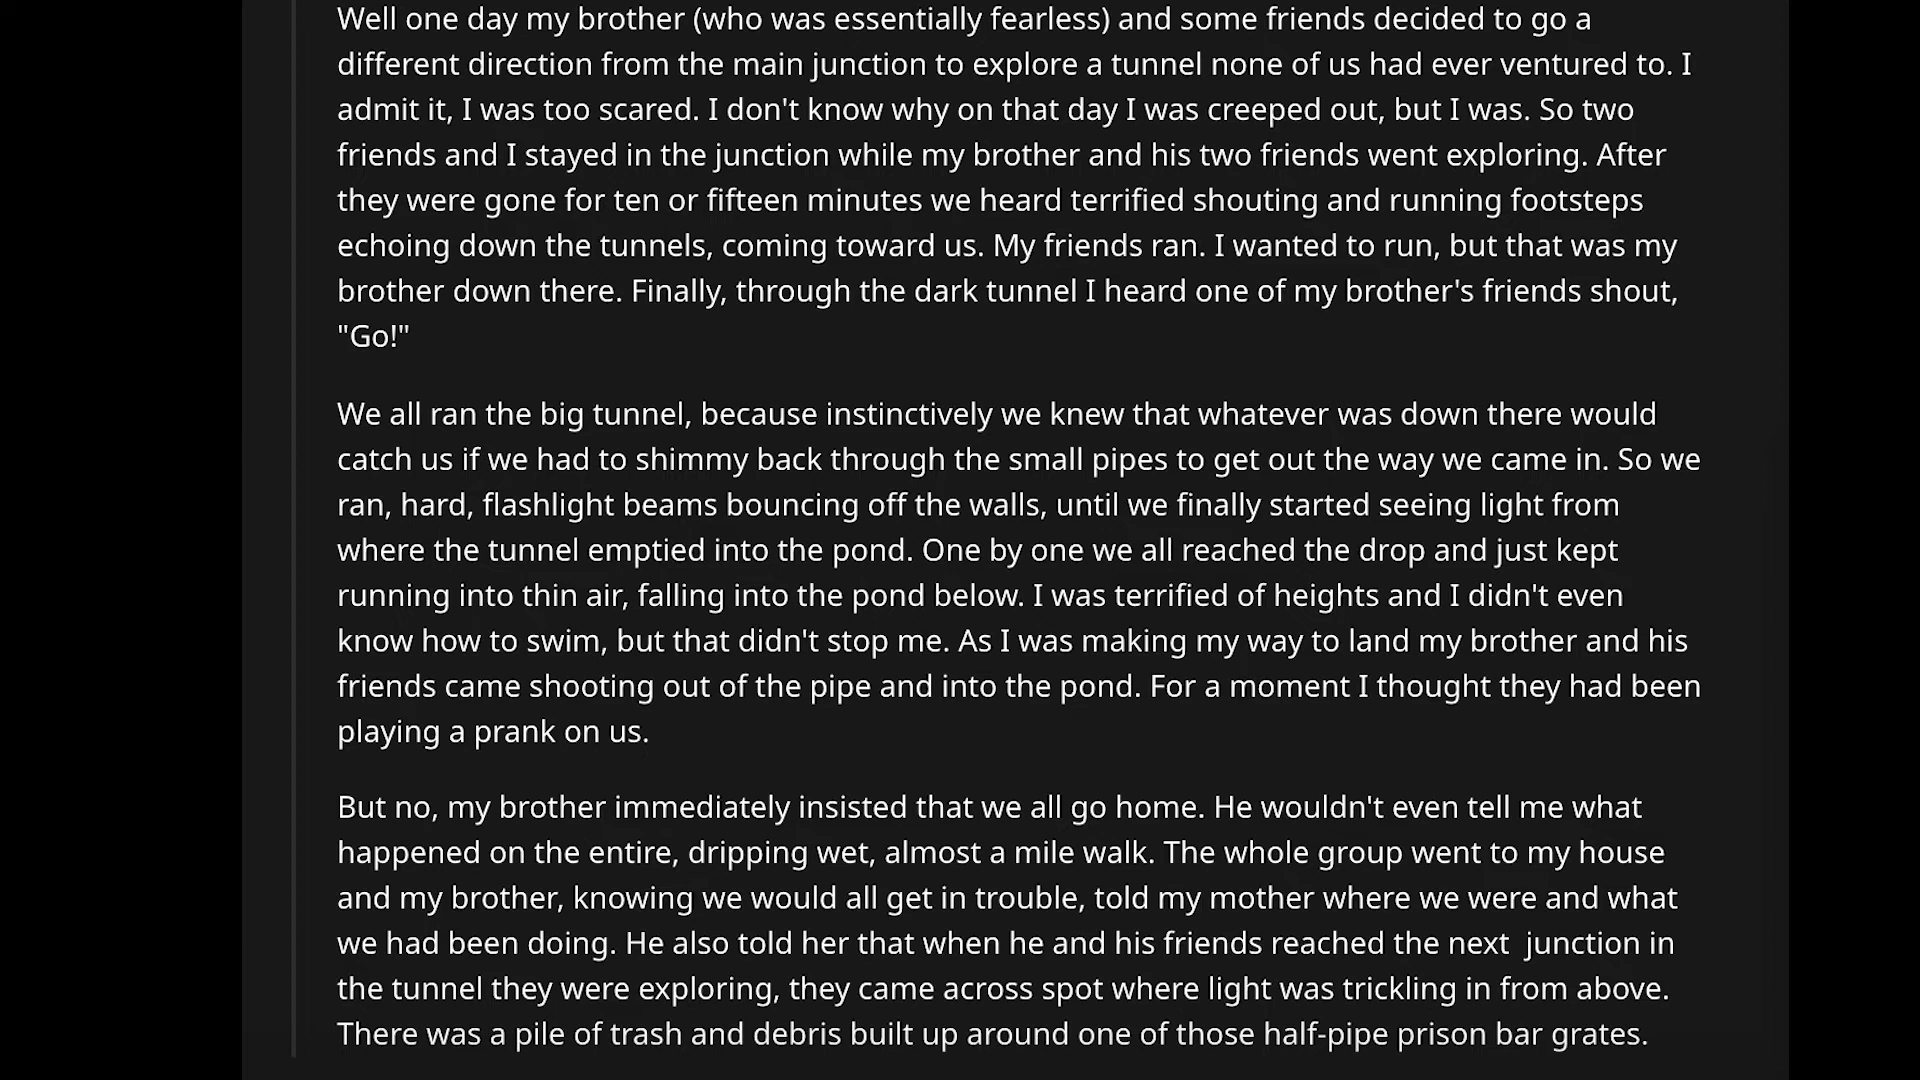 Well one day my brother (who was essentially fearless) and some friends decided to go a
different direction from the main junction to explore a tunnel none of us had ever ventured to. I
admit it, I was too scared. I don't know why on that day I was creeped out, but I was. So two
friends and I stayed in the junction while my brother and his two friends went exploring. After
they were gone for ten or fifteen minutes we heard terrified shouting and running footsteps
echoing down the tunnels, coming toward us. My friends ran. I wanted to run, but that was my
brother down there. Finally, through the dark tunnel I heard one of my brother's friends shout,
"Go!"
We all ran the big tunnel, because instinctively we knew that whatever was down there would
catch us if we had to shimmy back through the small pipes to get out the way we came in. So we
ran, hard, flashlight beams bouncing off the walls, until we finally started seeing light from
where the tunnel emptied into the pond. One by one we all reached the drop and just kept
running into thin air, falling into the pond below. I was terrified of heights and I didn't even
know how to swim, but that didn't stop me. As I was making my way to land my brother and his
friends came shooting out of the pipe and into the pond. For a moment I thought they had been
playing a prank on us.
But no, my brother immediately insisted that we all go home. He wouldn't even tell me what
happened on the entire, dripping wet, almost a mile walk. The whole group went to my house
and my brother, knowing we would all get in trouble, told my mother where we were and what
we had been doing. He also told her that when he and his friends reached the next  junction in
the tunnel they were exploring, they came across spot where light was trickling in from above.
There was a pile of trash and debris built up around one of those half-pipe prison bar grates.